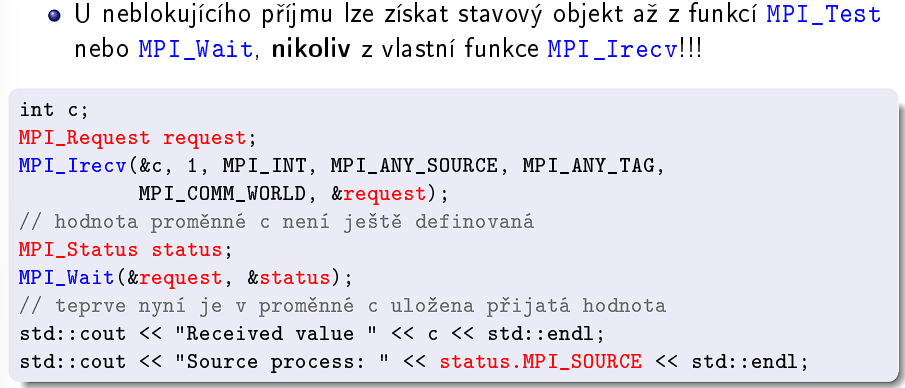 U neblokujícího příjmu lze získat stavový objekt až z funkcí MPI_Test
nebo MPI_Wait, nikoliv z vlastní funkce MPI_Irecv!!!
int c;
MPI_Request request;
MPI_Irecv(&c, 1, MPI_INT, MPI_ANY_SOURCE, MPI_ANY_TAG,
          MPI_COMM_WORLD, &request);
// hodnota proměnné c není ještě definovaná
MPI_Status status;
MPI_Wait(&request, &status);
// teprve nyní je v proměnné c uložena přijatá hodnota
std::cout << "Received value " << c << std::endl;
std::cout << "Source process: " << status.MPI_SOURCE << std::endl;